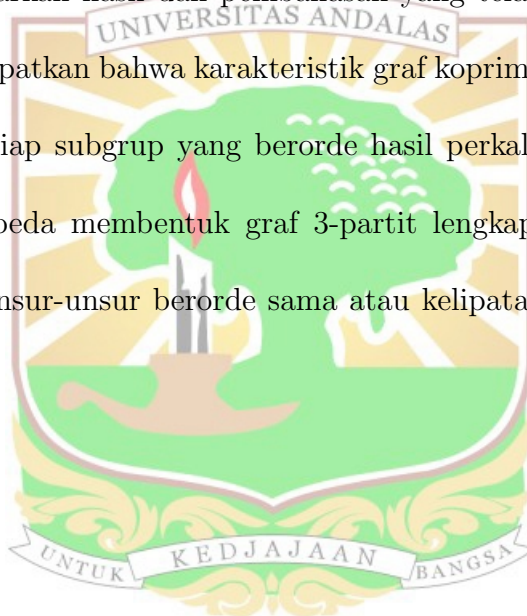 UNIVERSITAS ANDALAS
patkan bahwa karakteristik graf koprim
iap subgrup yang berorde hasil perkal
eda membentuk graf 3-partit lengkap
nsur-unsur berorde sama atau kelipata
UNTUK KEDJAJAAN BANGSA